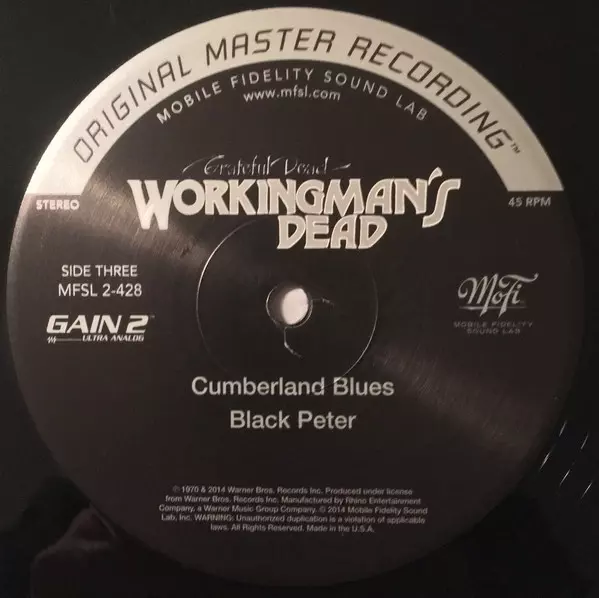 ORIGINAL MASTER RECORDING™
MOBILE FIDELITY SOUND LAB
www.mfsl.com
Grateful Dead
WORKINGMAN'S
DEAD
STEREO
45 RPM
SIDE THREE
MFSL 2-428
GAIN 2™
ULTRA ANALOG
MoFi
MOBILE FIDELITY
SOUND LAB
Cumberland Blues
Black Peter
℗ 1970 & 2014 Warner Bros. Records Inc. Produced under license
from Warner Bros. Records Inc. Manufactured by Rhino Entertainment
Company, a Warner Music Group Company. © 2014 Mobile Fidelity Sound
Lab, Inc. WARNING: Unauthorized duplication is a violation of applicable
laws. All Rights Reserved. Made in the U.S.A.